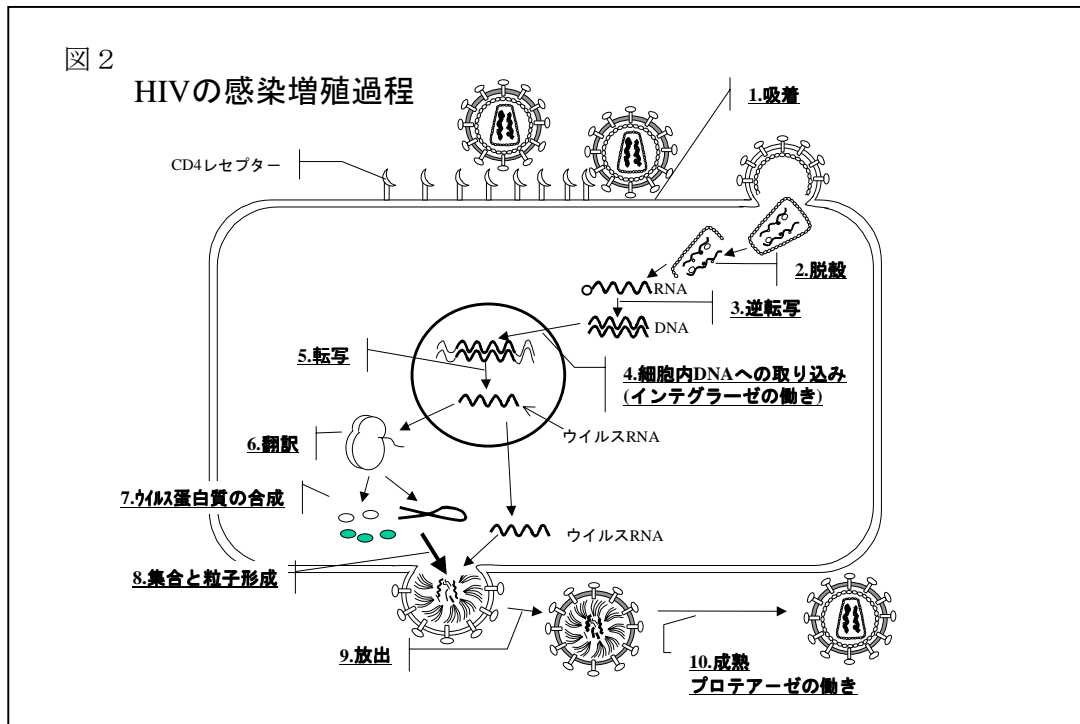 図２
HIVの感染増殖過程
1.吸着
CD4レセプター
2.脱殻
RNA
3.逆転写
DNA
5.転写
4.細胞内DNAへの取り込み
(インテグラーゼの働き)
ウイルスRNA
6.翻訳
7.ｳｲﾙｽ蛋白質の合成
ウイルスRNA
8.集合と粒子形成
9.放出
10.成熟
プロテアーゼの働き